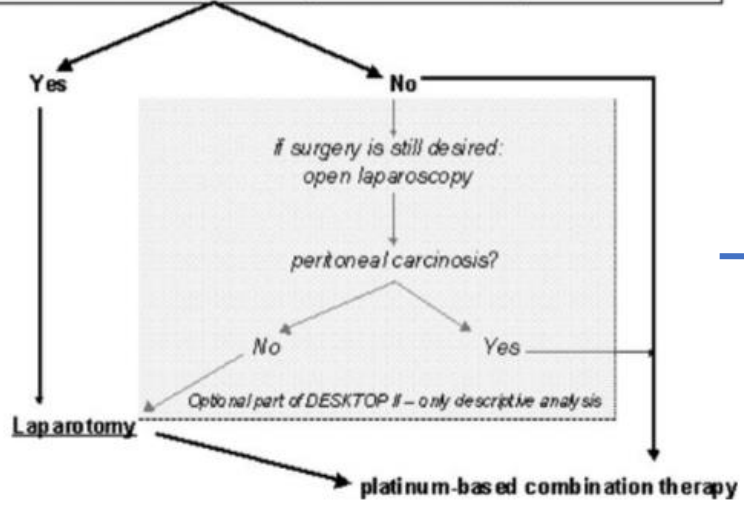 Yes
No
if surgery is still desired:
open laparoscopy
peritoneal carcinosis?
No
Yes
Optional part of DESKTOP II – only descriptive analysis
Laparotomy
platinum-based combination therapy